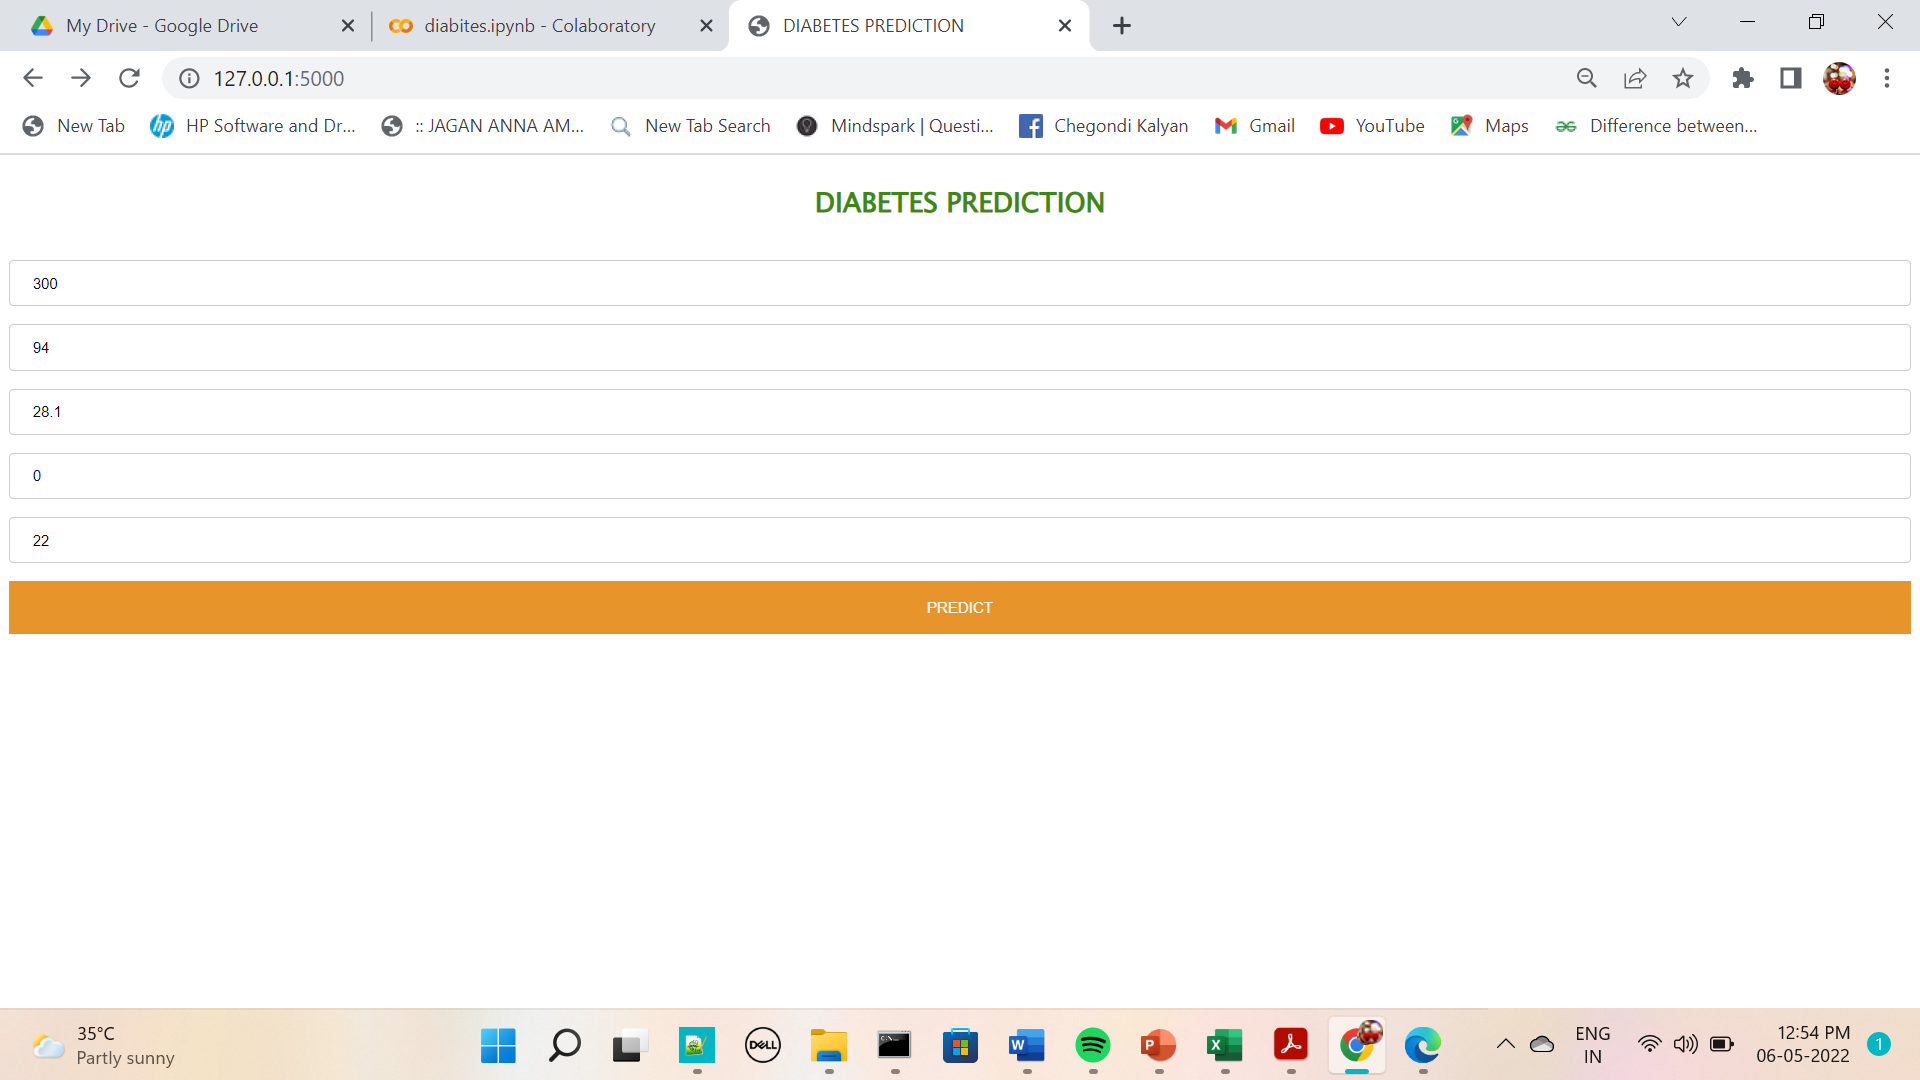 My Drive - Google Drive
diabites.ipynb - Colaboratory
DIABETES PREDICTION
127.0.0.1:5000
New Tab
HP Software and Dr...
:: JAGAN ANNA AM...
New Tab Search
Mindspark | Questi...
Chegondi Kalyan
Gmail
YouTube
Maps
Difference between...
DIABETES PREDICTION
300
94
28.1
0
22
PREDICT
35°C
Partly sunny
DELL
ENG
IN
12:54 PM
06-05-2022
1